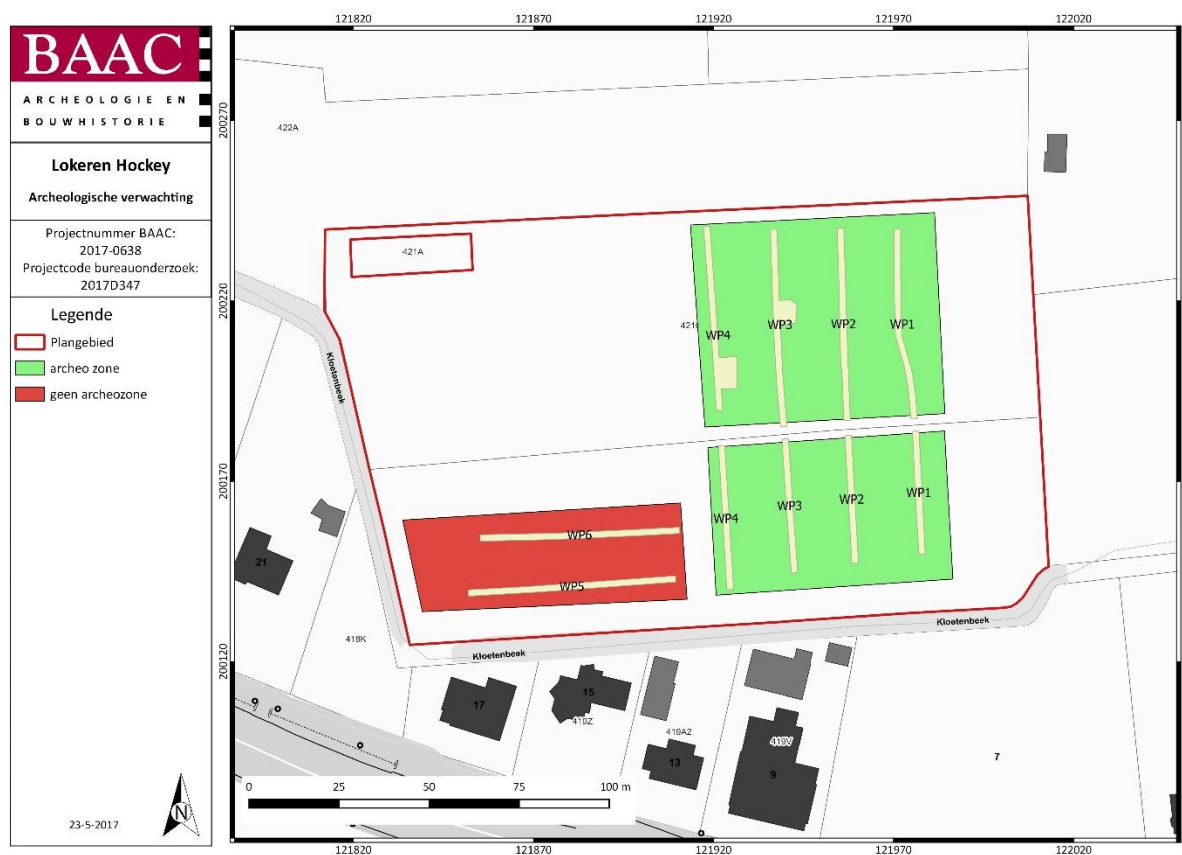 BAAC
ARCHEOLOGIE EN
BOUWHISTORIE
Lokeren Hockey
Archeologische verwachting
Projectnummer BAAC:
2017-0638
Projectcode bureauonderzoek:
2017D347
Legende
Plangebied
archeo zone
geen archeozone
23-5-2017
N
121820 121870 121920 121970 122020
200270
200220
200170
200120
422A
421A
WP4 WP3 WP2 WP1
Kloetenbeek
WP4 WP3 WP2 WP1
WP6
WP5
21
418K
Kloetenbeek
Kloetenbeek
17
15
419Z
419A2
13
419V
9
7
0 25 50 75 100 m
121820 121870 121920 121970 122020